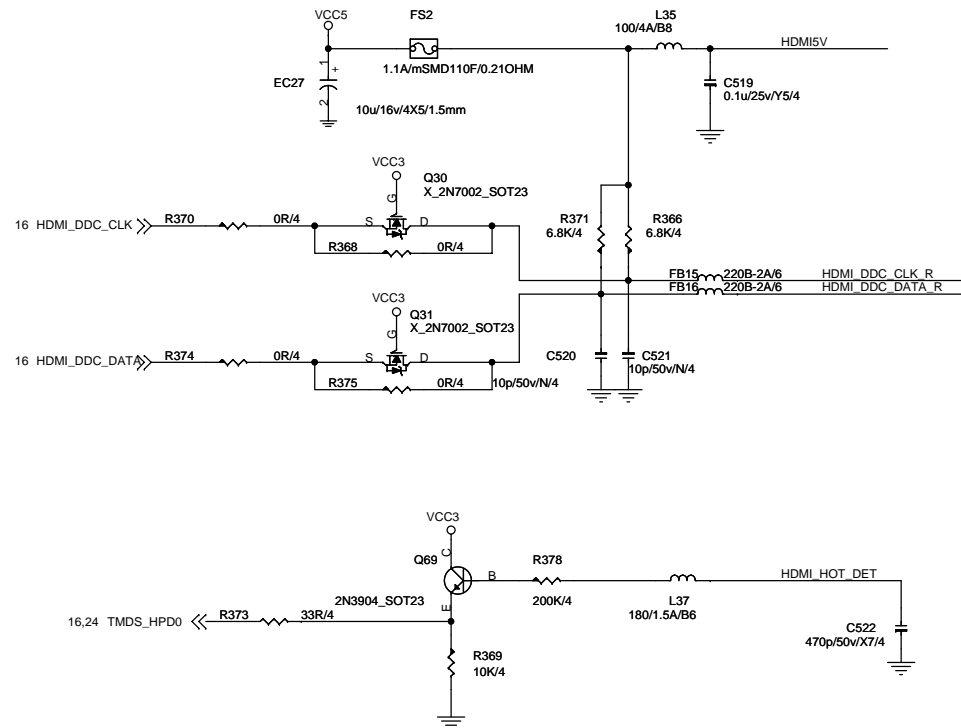 VCC5
FS2
L35
100/4A/B8
HDMI5V
1
+
1.1A/mSMD110F/0.21OHM
EC27
C519
0.1u/25v/Y5/4
2
10u/16v/4X5/1.5mm
VCC3
Q30
X_2N7002_SOT23
G
R371
6.8K/4
R366
6.8K/4
16 HDMI_DDC_CLK
R370
0R/4
S
D
R368
0R/4
FB15
220B-2A/6
HDMI_DDC_CLK_R
FB16
220B-2A/6
HDMI_DDC_DATA_R
VCC3
Q31
X_2N7002_SOT23
G
16 HDMI_DDC_DATA
R374
0R/4
S
D
C520
C521
10p/50v/N/4
R375
0R/4
10p/50v/N/4
VCC3
C
Q69
R378
B
HDMI_HOT_DET
200K/4
L37
180/1.5A/B6
2N3904_SOT23
E
16,24 TMDS_HPD0
R373
33R/4
C522
470p/50v/X7/4
R369
10K/4